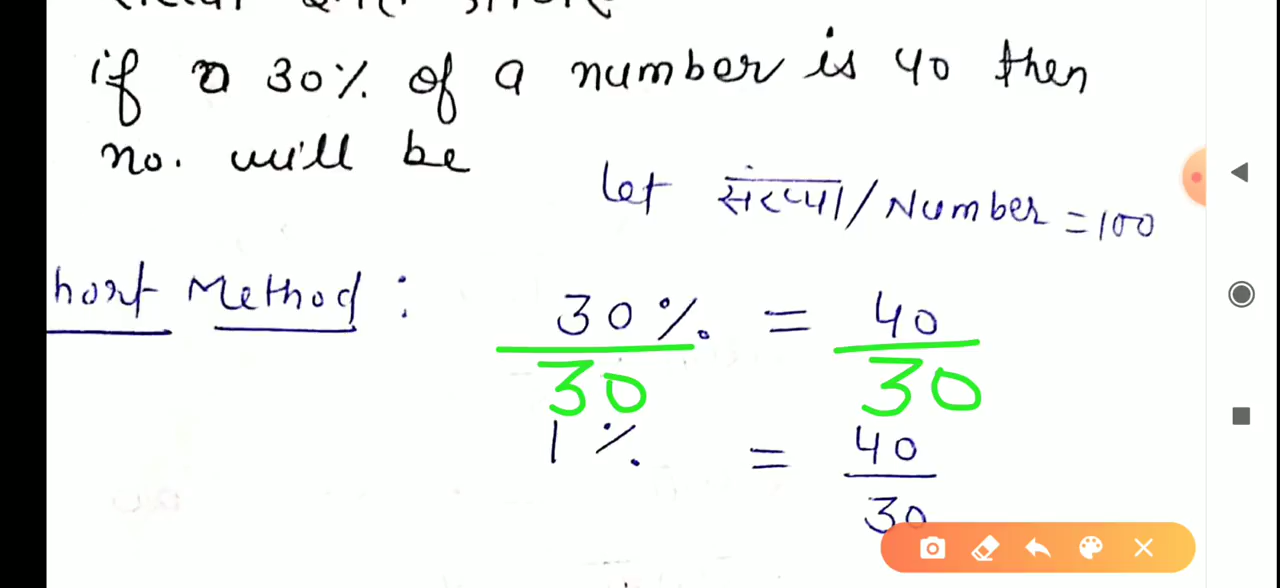 if a 30% of a number is 40 then
no. will be
let संख्या/Number = 100
hort Method :
30% = 40
30 30
1% = 40
30